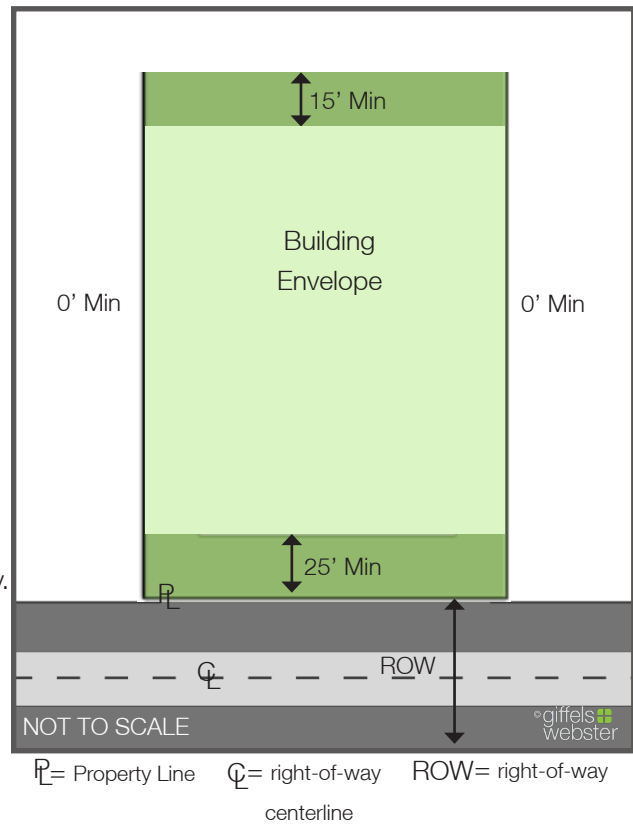 15’ Min
Building
Envelope
0’ Min
0’ Min
25’ Min
y.
PL
CL
ROW
NOT TO SCALE
©giffels
webster
PL= Property Line CL= right-of-way ROW= right-of-way
centerline